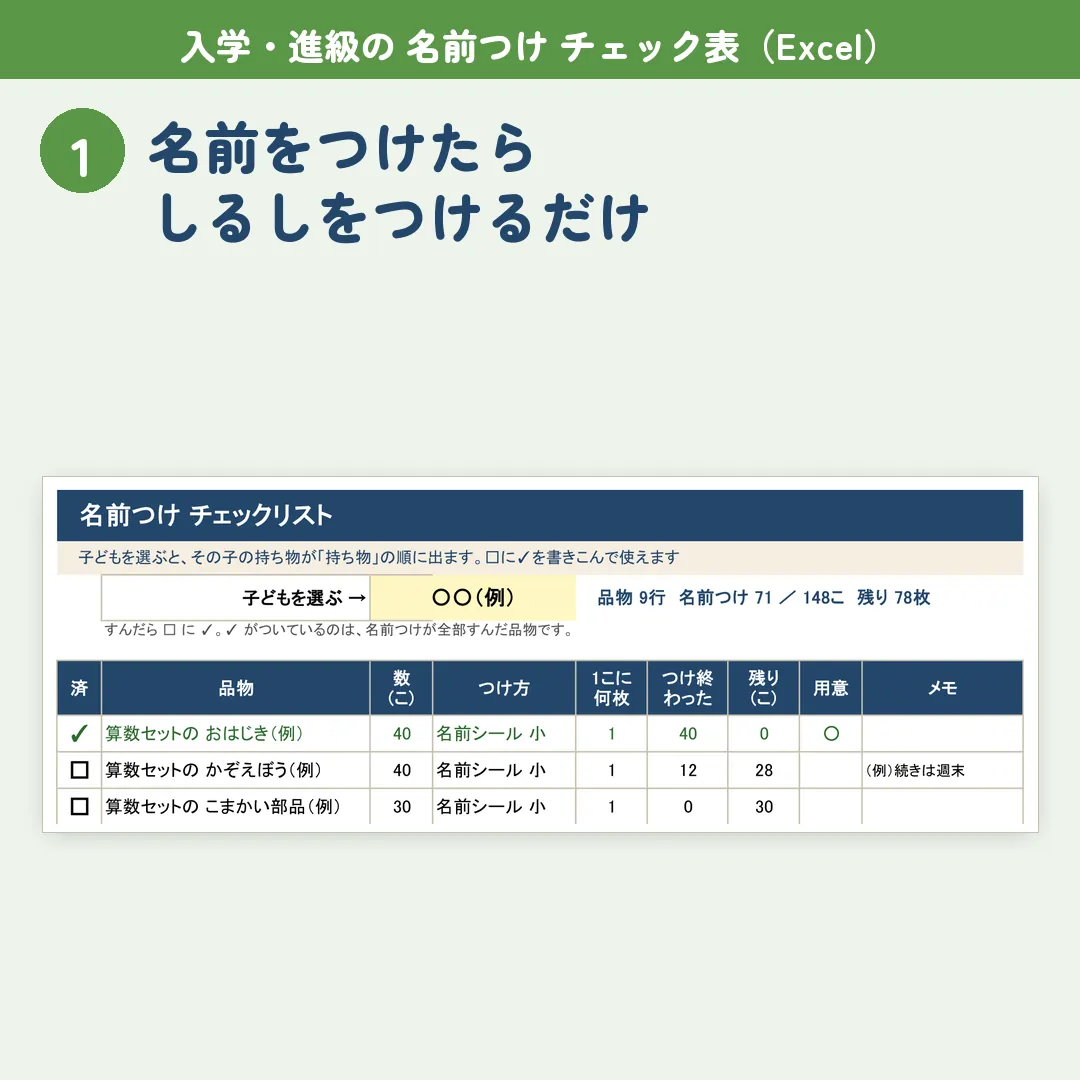 入学・進級の 名前つけ チェック表（Excel）
1 名前をつけたら
しるしをつけるだけ
名前つけ チェックリスト
子どもを選ぶと、その子の持ち物が「持ち物」の順に出ます。☐に✓を書きこんで使えます
子どもを選ぶ → 〇〇（例） 品物 9行 名前つけ 71 ／ 148こ 残り 78枚
すんだら ☐ に ✓。✓ がついているのは、名前つけが全部すんだ品物です。
済 品物 数（こ） つけ方 1こに何枚 つけ終わった 残り（こ） 用意 メモ
✓ 算数セットの おはじき（例） 40 名前シール 小 1 40 0 〇
☐ 算数セットの かぞえぼう（例） 40 名前シール 小 1 12 28 （例）続きは週末
☐ 算数セットの こまかい部品（例） 30 名前シール 小 1 0 30